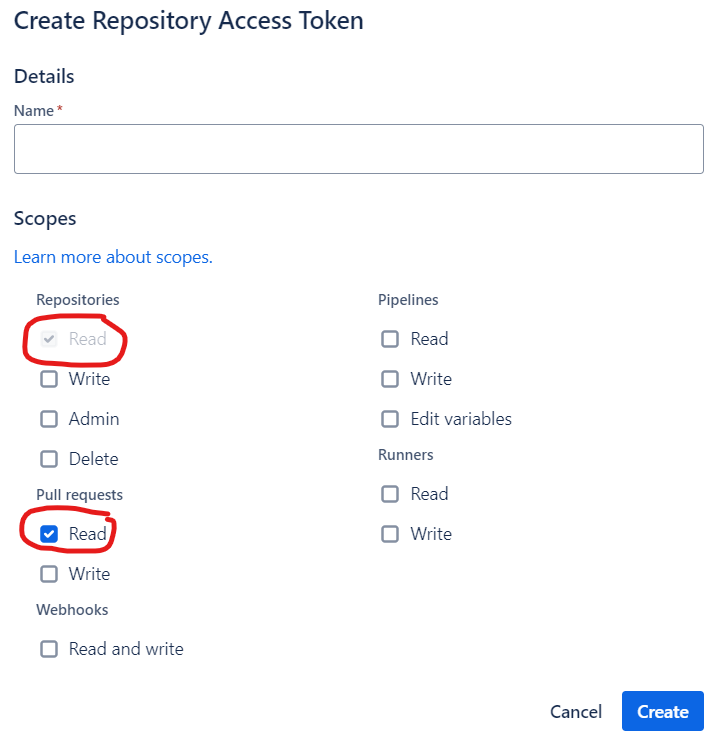 Create Repository Access Token
Details
Name *
Scopes
Learn more about scopes.
Repositories
Read
Write
Admin
Delete
Pull requests
Read
Write
Webhooks
Read and write
Pipelines
Read
Write
Edit variables
Runners
Read
Write
Cancel
Create